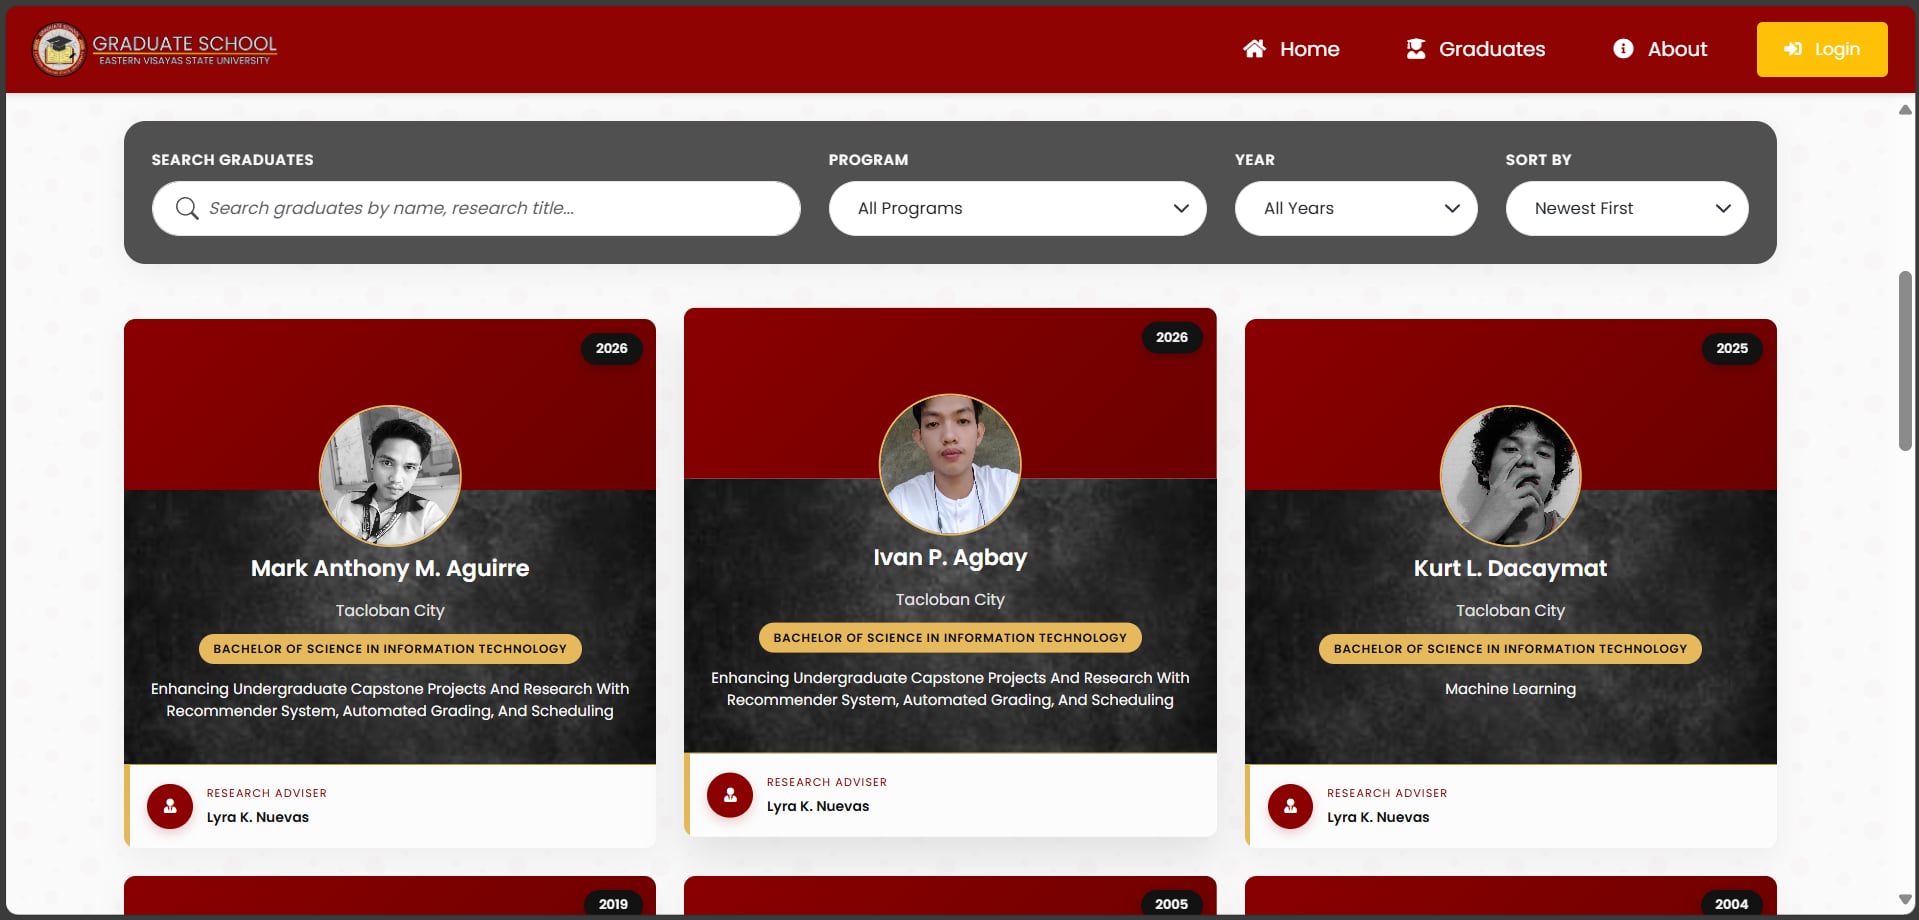 GRADUATE SCHOOL
EASTERN VISAYAS STATE UNIVERSITY
Home
Graduates
About
Login
SEARCH GRADUATES
PROGRAM
YEAR
SORT BY
Search graduates by name, research title...
All Programs
All Years
Newest First
2026
Mark Anthony M. Aguirre
Tacloban City
BACHELOR OF SCIENCE IN INFORMATION TECHNOLOGY
Enhancing Undergraduate Capstone Projects And Research With
Recommender System, Automated Grading, And Scheduling
RESEARCH ADVISER
Lyra K. Nuevas
2026
Ivan P. Agbay
Tacloban City
BACHELOR OF SCIENCE IN INFORMATION TECHNOLOGY
Enhancing Undergraduate Capstone Projects And Research With
Recommender System, Automated Grading, And Scheduling
RESEARCH ADVISER
Lyra K. Nuevas
2025
Kurt L. Dacaymat
Tacloban City
BACHELOR OF SCIENCE IN INFORMATION TECHNOLOGY
Machine Learning
RESEARCH ADVISER
Lyra K. Nuevas
2019
2005
2004